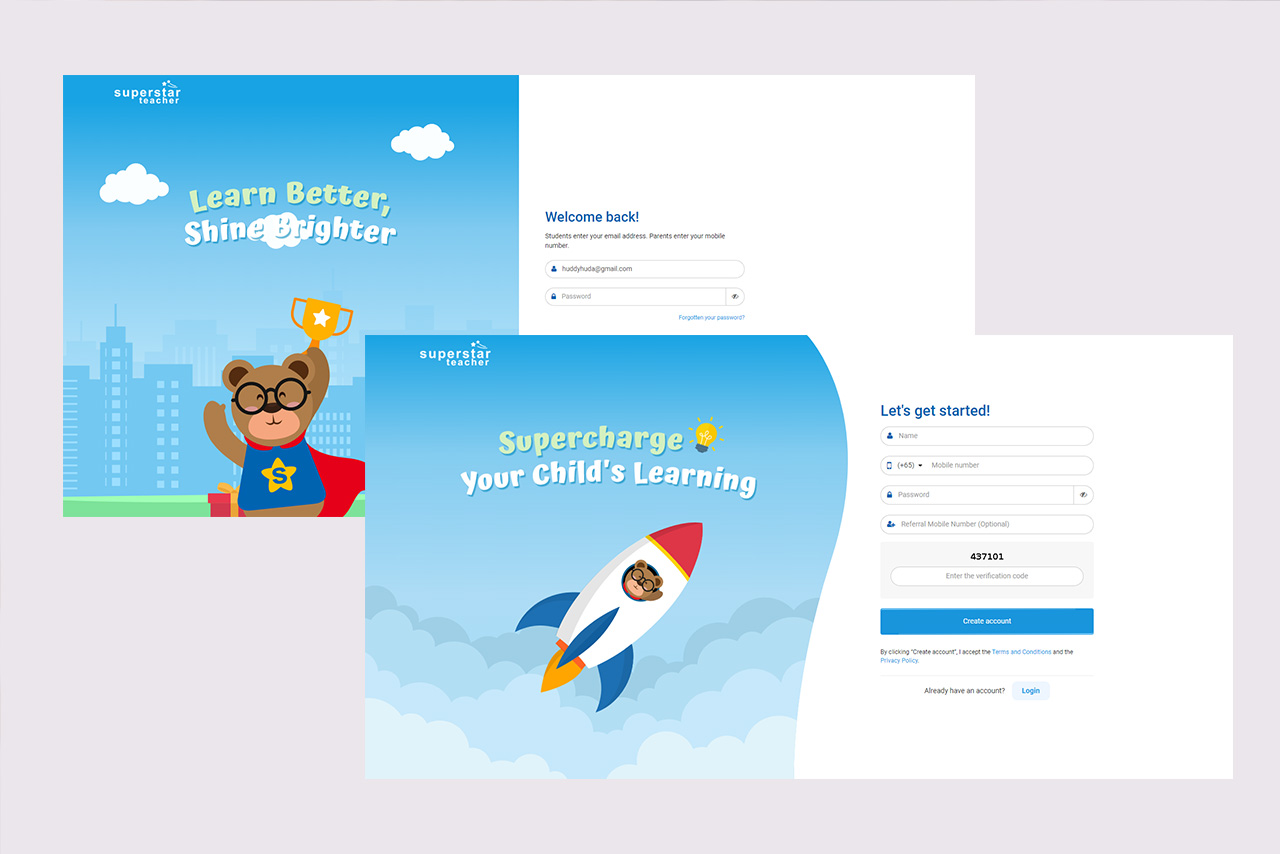 superstar
teacher
Learn Better,
Shine Brighter
S
Welcome back!
Students enter your email address. Parents enter your mobile
number.
huddyhuda@gmail.com
Password
Forgotten your password?
superstar
teacher
Supercharge
Your Child's Learning
Let's get started!
Name
(+65) Mobile number
Password
Referral Mobile Number (Optional)
437101
Enter the verification code
Create account
By clicking "Create account", I accept the Terms and Conditions and the
Privacy Policy.
Already have an account? Login